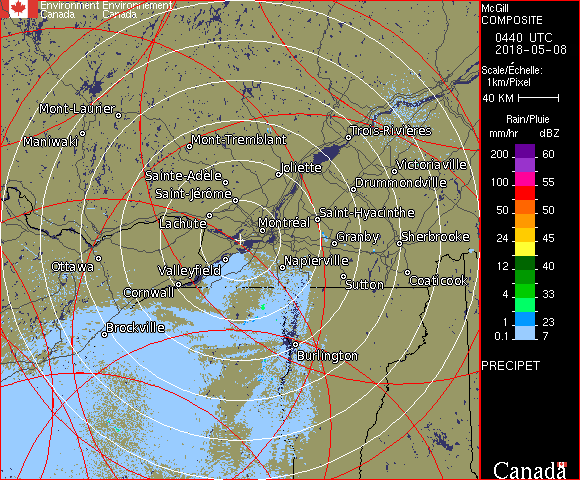 Environment Environnement
Canada Canada
McGill
COMPOSITE
0440 UTC
2018-05-08
Scale/Échelle:
1km/Pixel
40 KM
Rain/Pluie
mm/hr dBZ
200 60
100 55
50 50
24 45
12 40
4 33
1 23
0.1 7
PRECIPET
Canada
Mont-Laurier
Maniwaki
Mont-Tremblant
Trois-Rivières
Joliette
Victoriaville
Sainte-Adèle
Drummondville
Saint-Jérôme
Lachute
Saint-Hyacinthe
Montréal
Granby
Sherbrooke
Ottawa
Valleyfield
Napierville
Cornwall
Sutton
Coaticook
Brockville
Burlington